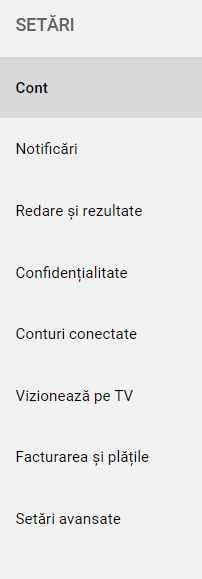 SETĂRI
Cont
Notificări
Redare și rezultate
Confidențialitate
Conturi conectate
Vizionează pe TV
Facturarea și plățile
Setări avansate